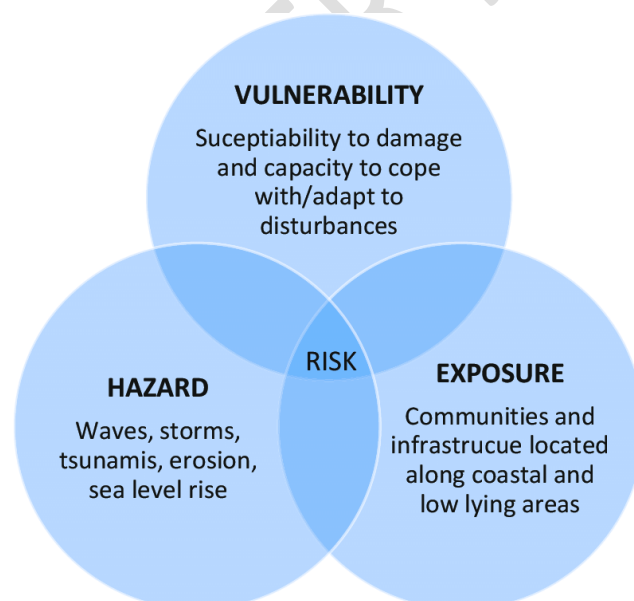 VULNERABILITY
Suceptiability to damage
and capacity to cope
with/adapt to
disturbances
RISK
HAZARD
Waves, storms,
tsunamis, erosion,
sea level rise
EXPOSURE
Communities and
infrastrucue located
along coastal and
low lying areas